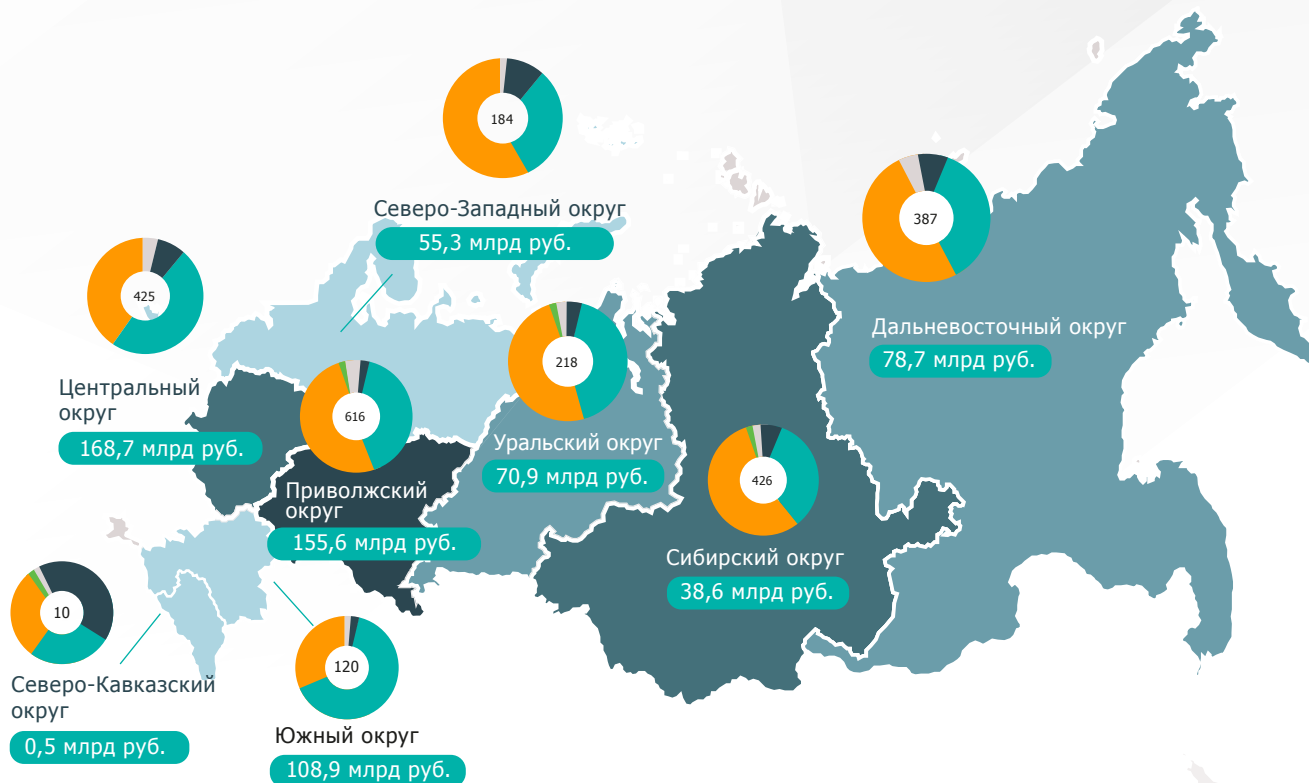 184
Северо-Западный округ
55,3 млрд руб.
387
Дальневосточный округ
78,7 млрд руб.
425
Центральный
округ
168,7 млрд руб.
218
Уральский округ
70,9 млрд руб.
616
Приволжский
округ
155,6 млрд руб.
426
Сибирский округ
38,6 млрд руб.
10
Северо-Кавказский
округ
0,5 млрд руб.
120
Южный округ
108,9 млрд руб.